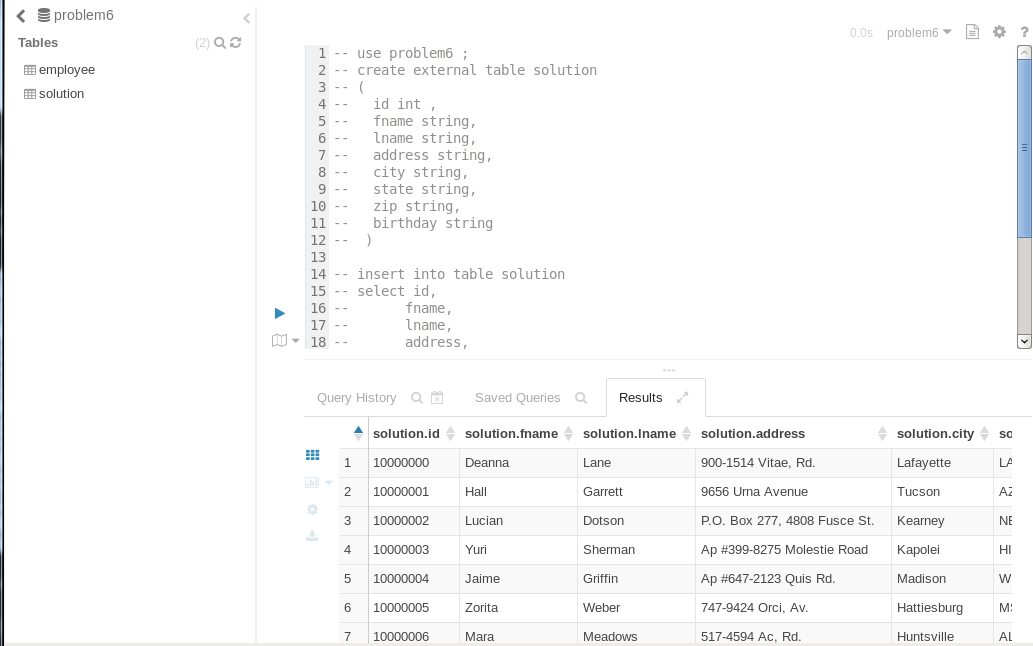 problem6
Tables (2)
employee
solution
0.0s problem6 ?
1 -- use problem6 ;
2 -- create external table solution
3 -- (
4 --   id int ,
5 --   fname string,
6 --   lname string,
7 --   address string,
8 --   city string,
9 --   state string,
10 --   zip string,
11 --   birthday string
12 --  )
13
14 -- insert into table solution
15 -- select id,
16 --       fname,
17 --       lname,
18 --       address,
Query History Saved Queries Results
solution.id solution.fname solution.lname solution.address solution.city so
1 10000000 Deanna Lane 900-1514 Vitae, Rd. Lafayette LA
2 10000001 Hall Garrett 9656 Urna Avenue Tucson AZ
3 10000002 Lucian Dotson P.O. Box 277, 4808 Fusce St. Kearney NE
4 10000003 Yuri Sherman Ap #399-8275 Molestie Road Kapolei HI
5 10000004 Jaime Griffin Ap #647-2123 Quis Rd. Madison W
6 10000005 Zorita Weber 747-9424 Orci, Av. Hattiesburg MS
7 10000006 Mara Meadows 517-4594 Ac, Rd. Huntsville AL